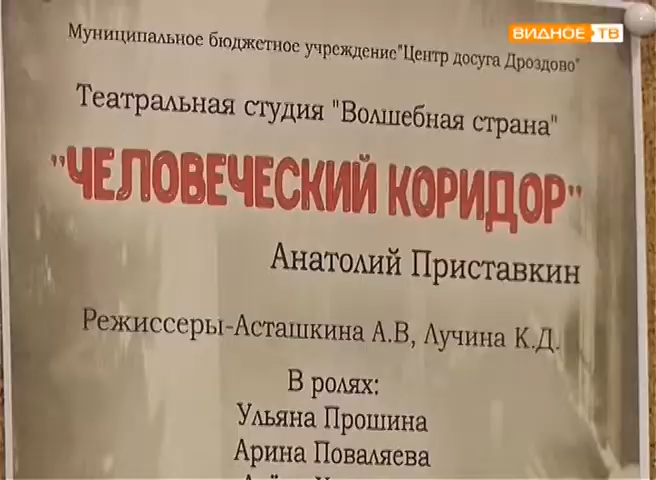 ВИДНОЕ ТВ
Муниципальное бюджетное учреждение"Центр досуга Дроздово"
Театральная студия "Волшебная страна"
"ЧЕЛОВЕЧЕСКИЙ КОРИДОР"
Анатолий Приставкин
Режиссеры-Асташкина А.В, Лучина К.Д.
В ролях:
Ульяна Прошина
Арина Поваляева